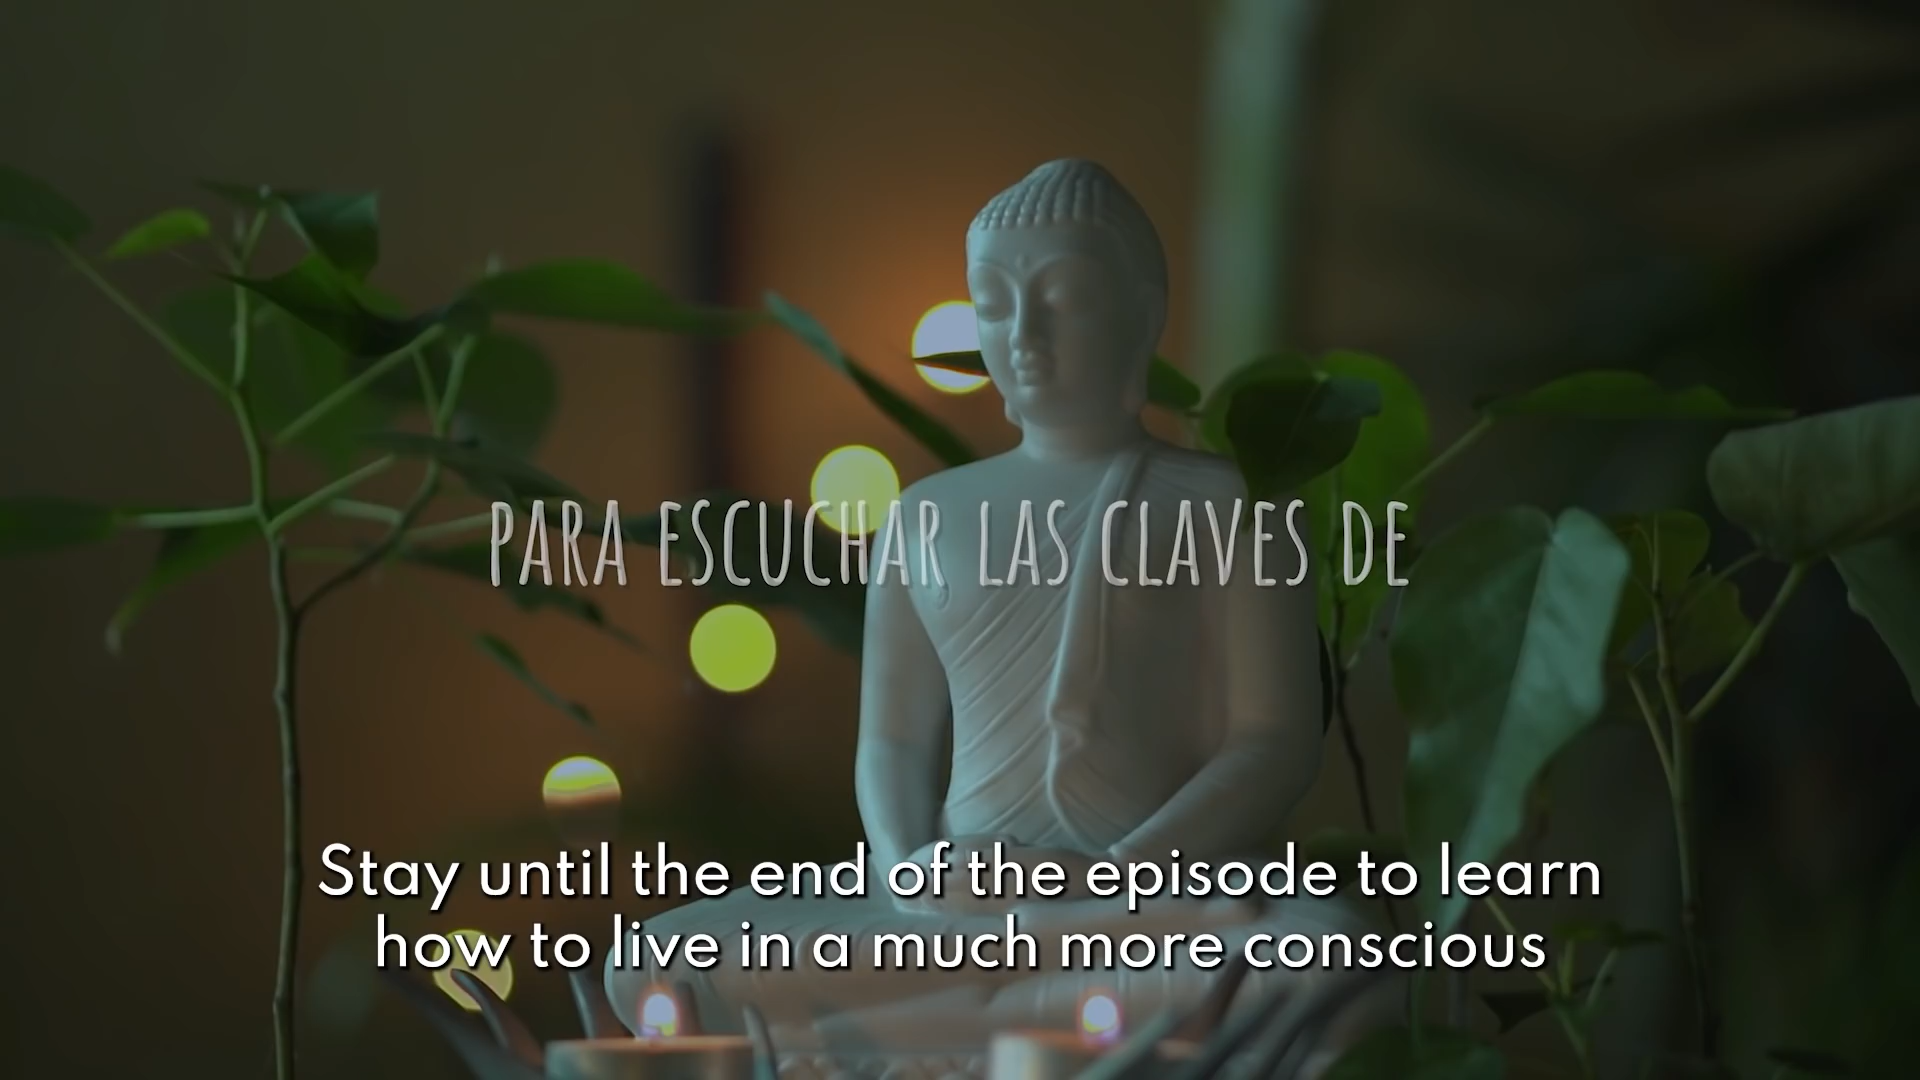 PARA ESCUCHAR LAS CLAVES DE
Stay until the end of the episode to learn
how to live in a much more conscious